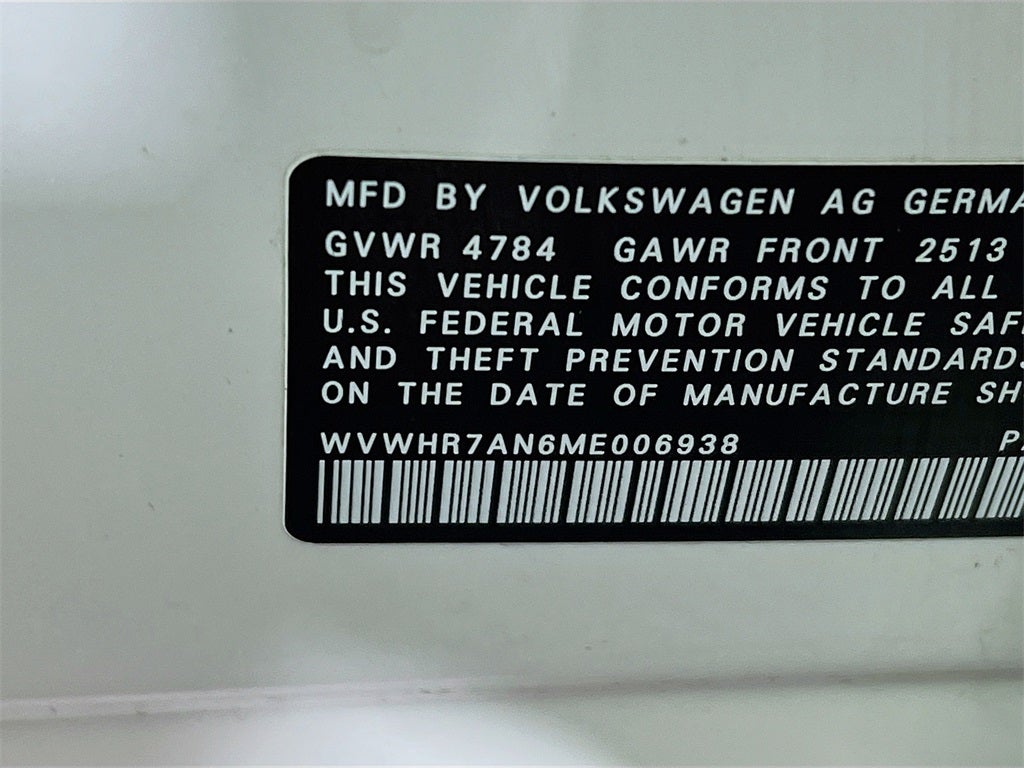 MFD BY VOLKSWAGEN AG GERMA
GVWR 4784 GAWR FRONT 2513
THIS VEHICLE CONFORMS TO ALL
U.S. FEDERAL MOTOR VEHICLE SAF
AND THEFT PREVENTION STANDARDS
ON THE DATE OF MANUFACTURE SH
WVWHR7AN6ME006938